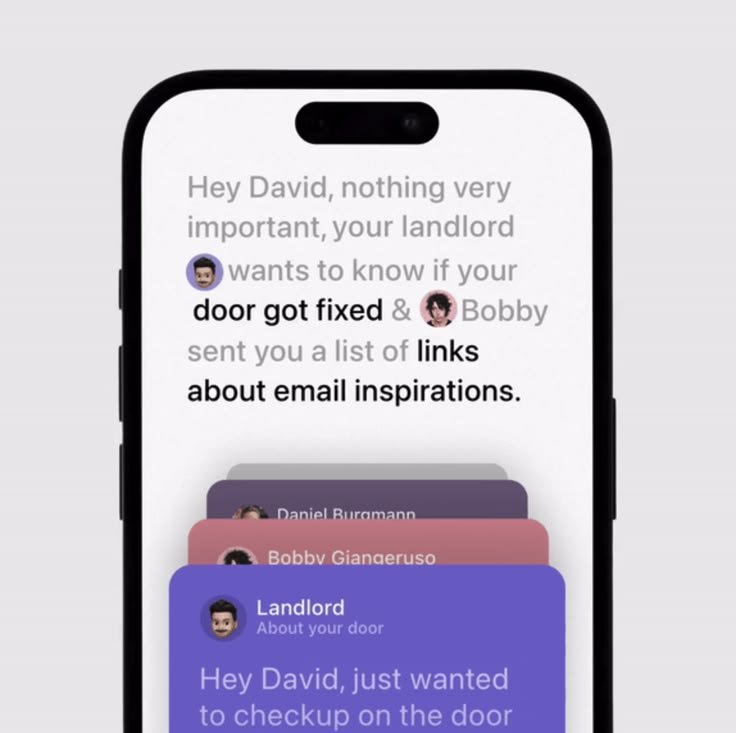 Hey David, nothing very
important, your landlord
wants to know if your
door got fixed & Bobby
sent you a list of links
about email inspirations.
Daniel Burgmann
Bobby Giangeruso
Landlord
About your door
Hey David, just wanted
to checkup on the door